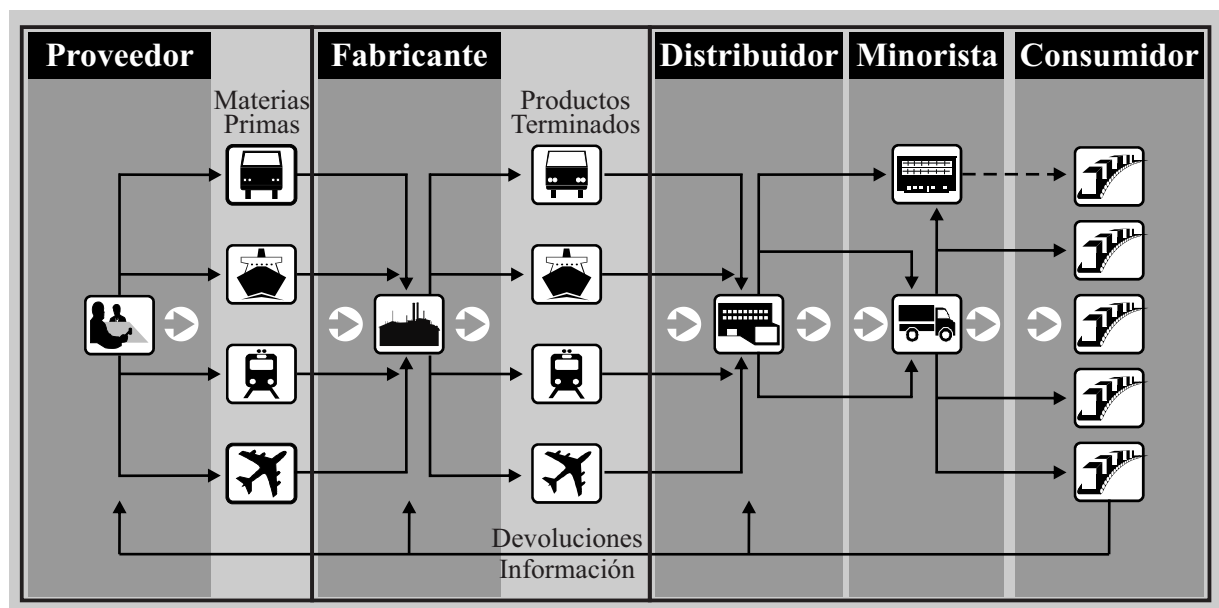 Proveedor
Fabricante
Distribuidor
Minorista
Consumidor
Materias
Primas
Productos
Terminados
Devoluciones
Información